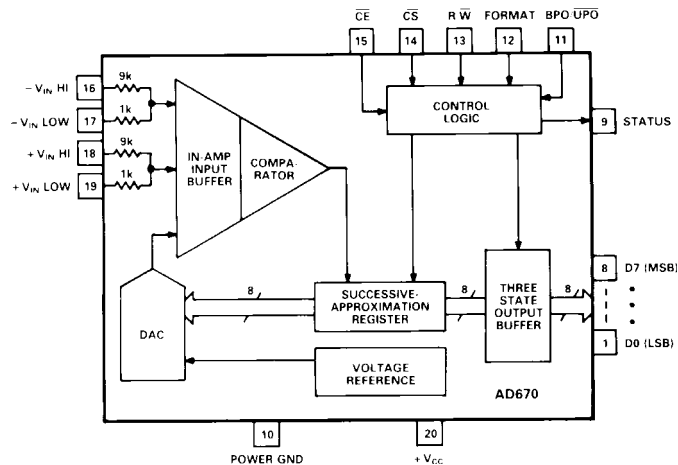 C̅E̅ C̅S̅ R W̅ FORMAT BPO/U̅P̅O̅
15 14 13 12 11
− VIN HI 16 9k
− VIN LOW 17 1k
+ VIN HI 18 9k
+ VIN LOW 19 1k
IN-AMP
INPUT
BUFFER
COMPA-
RATOR
CONTROL
LOGIC
9 STATUS
DAC
8
SUCCESSIVE-
APPROXIMATION
REGISTER
8
THREE
STATE
OUTPUT
BUFFER
8
8 D7 (MSB)
1 D0 (LSB)
VOLTAGE
REFERENCE
AD670
10
POWER GND
20
+ VCC